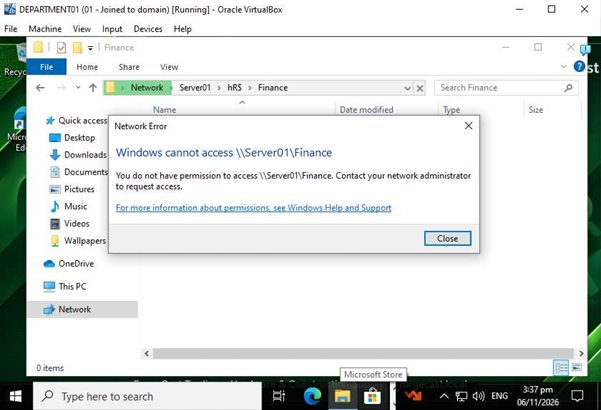 DEPARTMENT01 (01 - Joined to domain) [Running] - Oracle VirtualBox
File Machine View Input Devices Help
Finance
File Home Share View
Network > Server01 > hR$ > Finance
Search Finance
Name Date modified Type Size
Quick access
Desktop
Downloads
Documents
Pictures
Music
Videos
Wallpapers
OneDrive
This PC
Network
Network Error
Windows cannot access \\Server01\Finance
You do not have permission to access \\Server01\Finance. Contact your network administrator
to request access.
For more information about permissions, see Windows Help and Support
Close
0 items
Microsoft Store
Type here to search
ENG
3:37 pm
06/11/2026